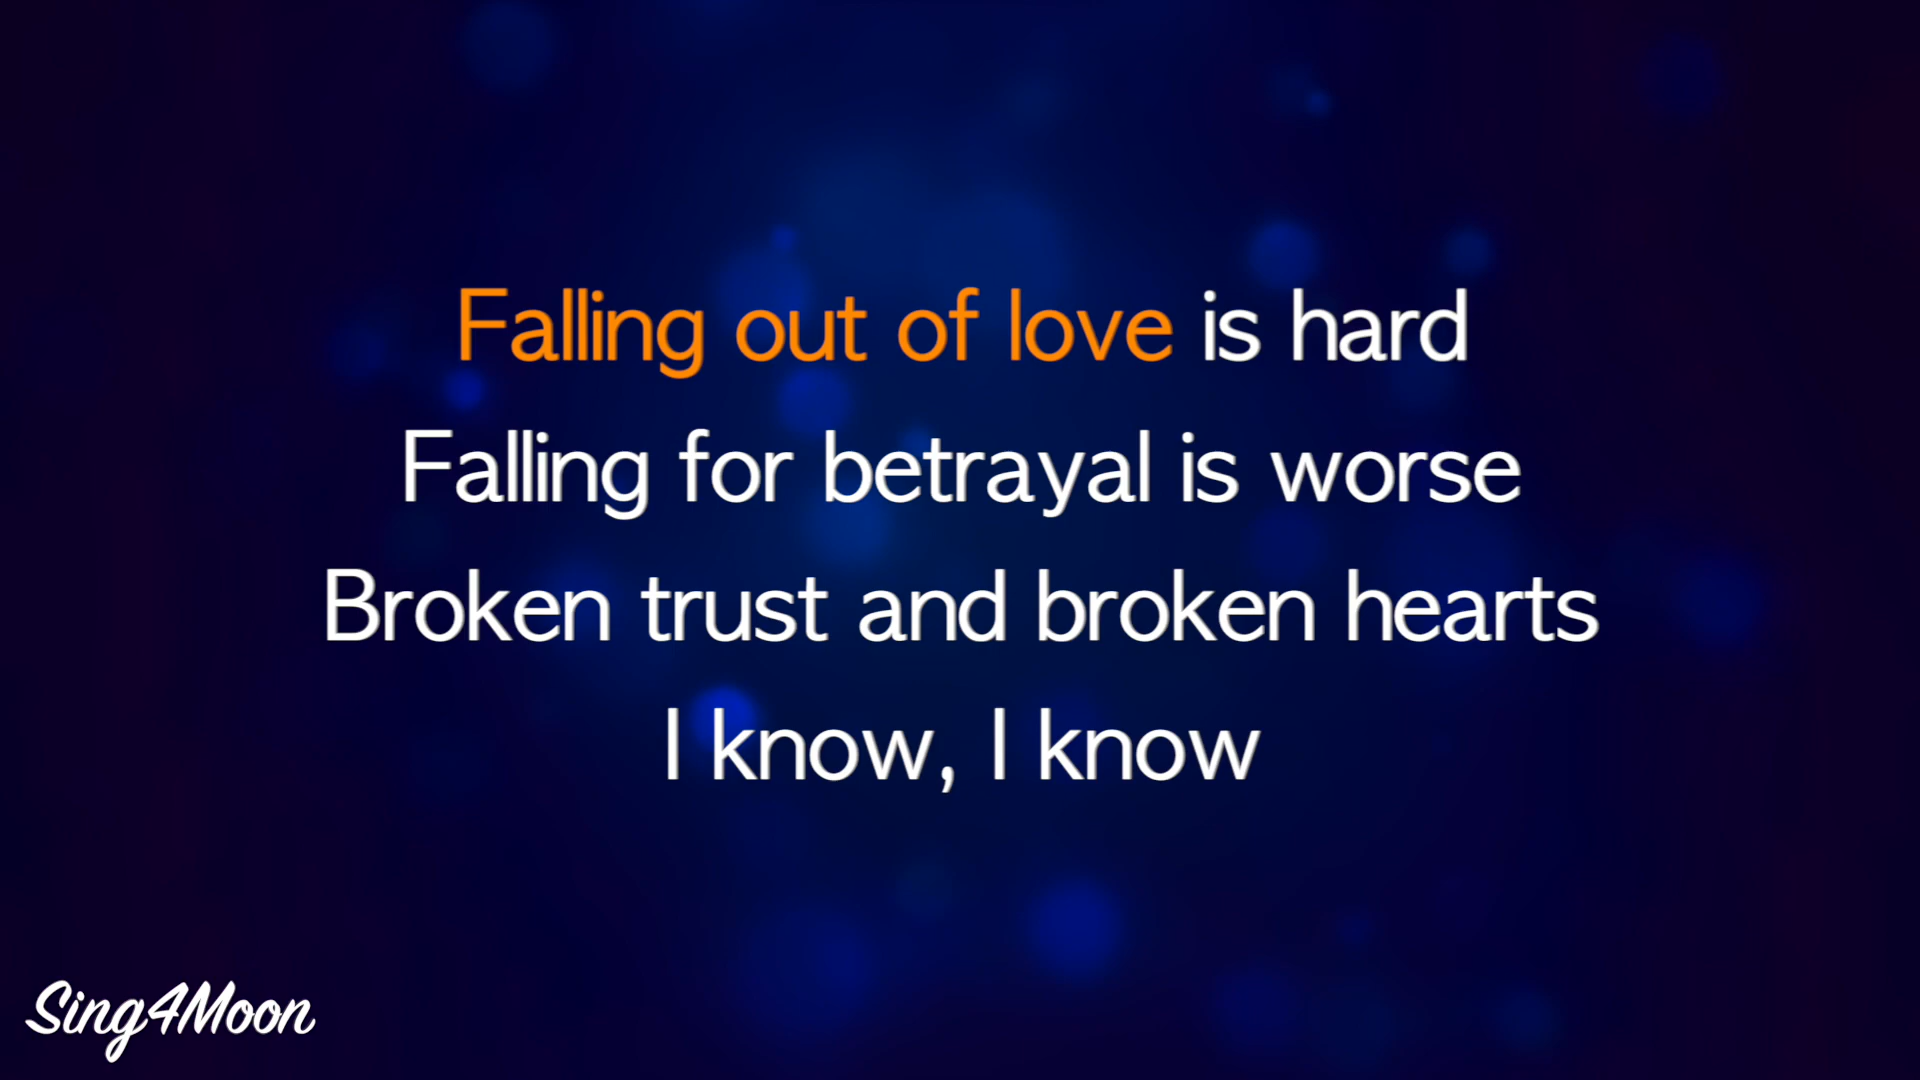 Falling out of love is hard
Falling for betrayal is worse
Broken trust and broken hearts
I know, I know
Sing4Moon